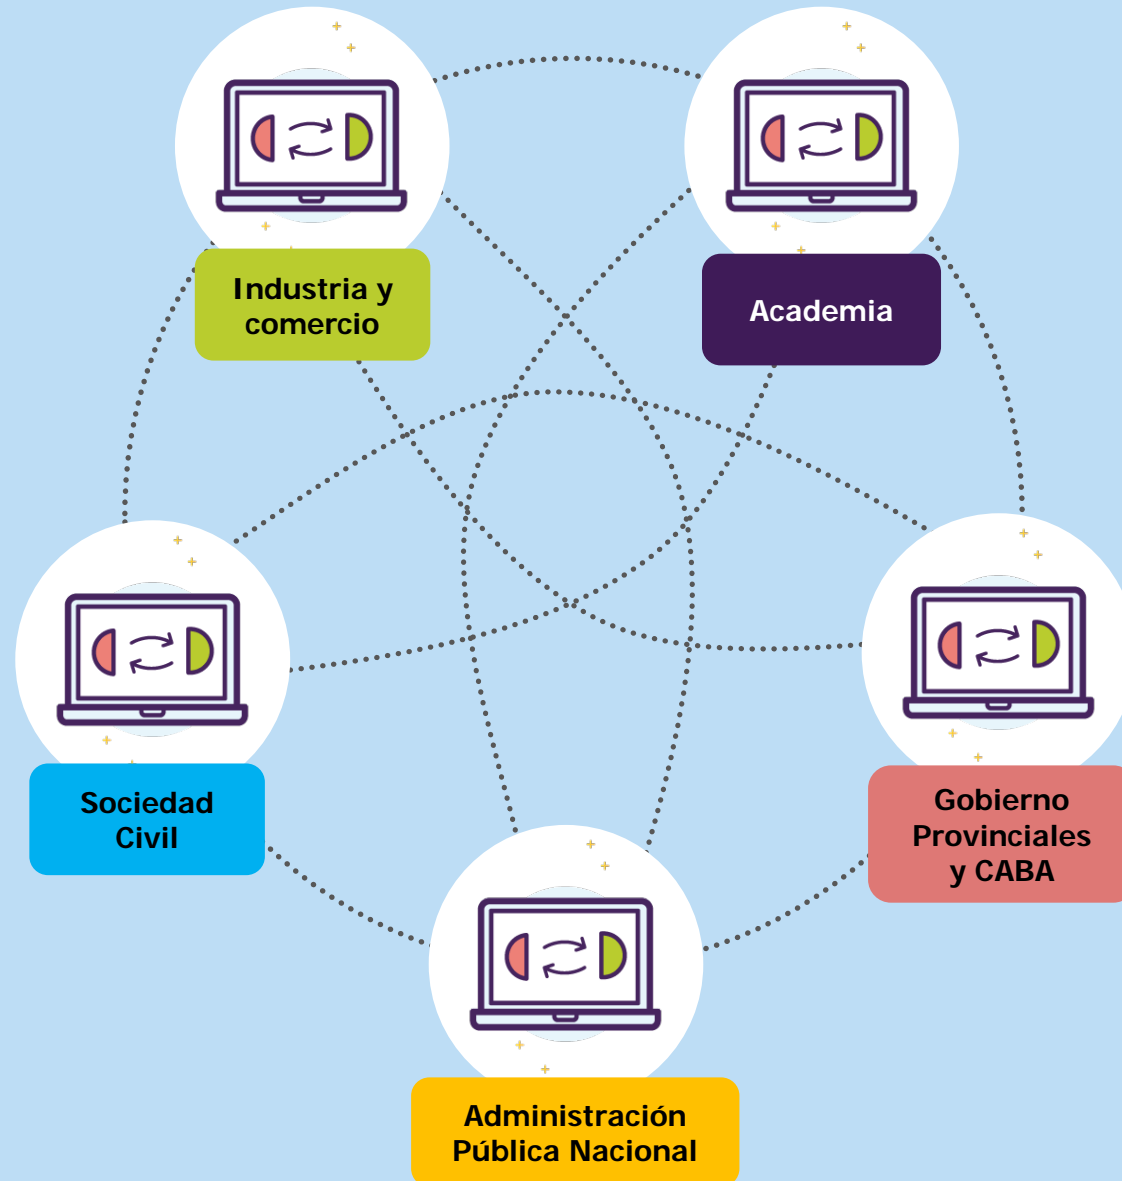 Industria y
comercio
Academia
Sociedad
Civil
Gobierno
Provinciales
y CABA
Administración
Pública Nacional